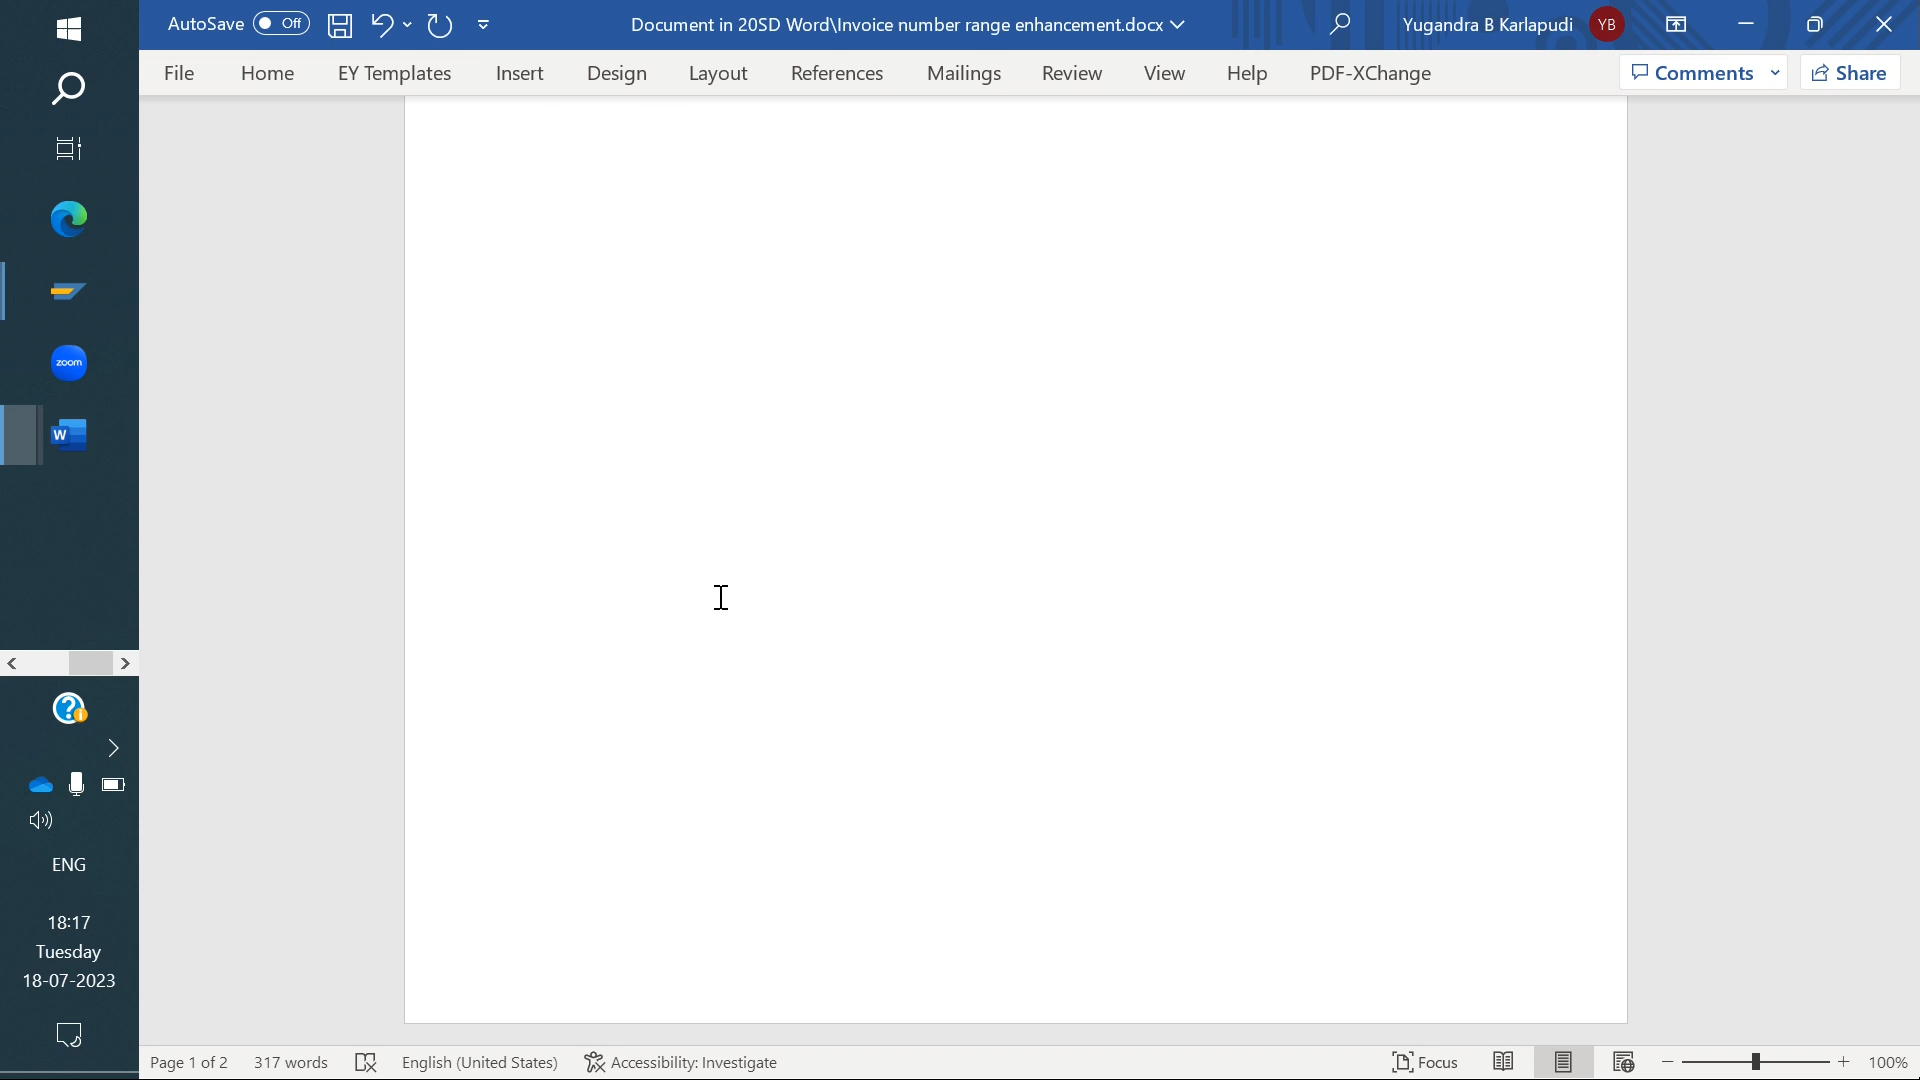 AutoSave Off
Document in 20SD Word\Invoice number range enhancement.docx
Yugandra B Karlapudi YB
File Home EY Templates Insert Design Layout References Mailings Review View Help PDF-XChange
Comments Share
zoom
W
ENG
18:17
Tuesday
18-07-2023
Page 1 of 2 317 words English (United States) Accessibility: Investigate Focus 100%